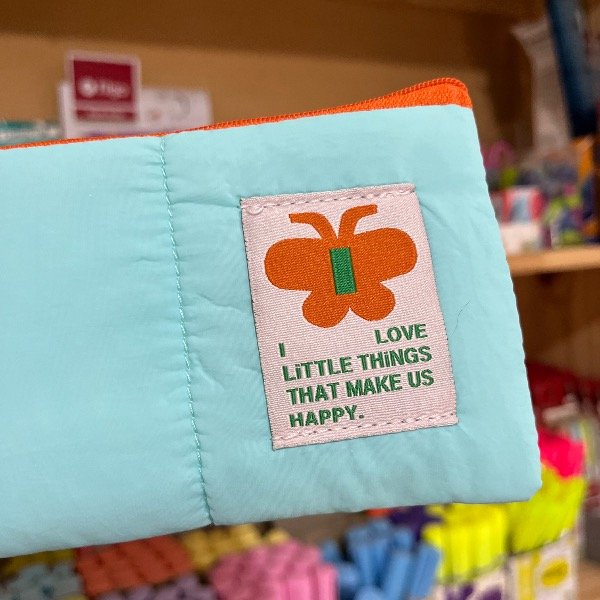 I LOVE
LiTTLE THiNGS
THAT MAKE US
HAPPY.